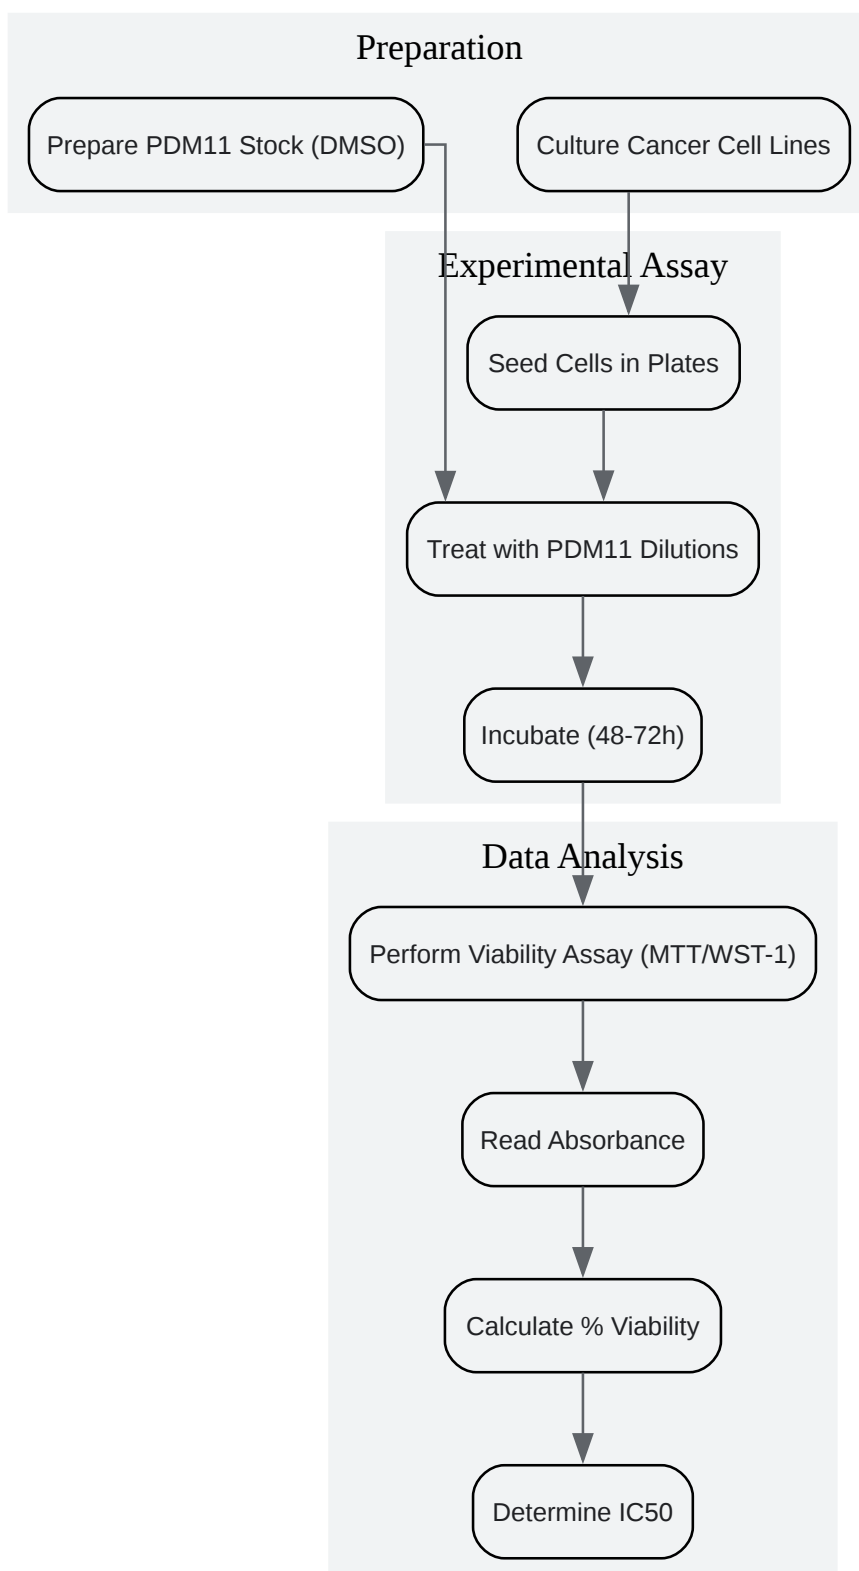 Preparation
Prepare PDM11 Stock (DMSO)
Culture Cancer Cell Lines
Experimental Assay
Seed Cells in Plates
Treat with PDM11 Dilutions
Incubate (48-72h)
Data Analysis
Perform Viability Assay (MTT/WST-1)
Read Absorbance
Calculate % Viability
Determine IC50